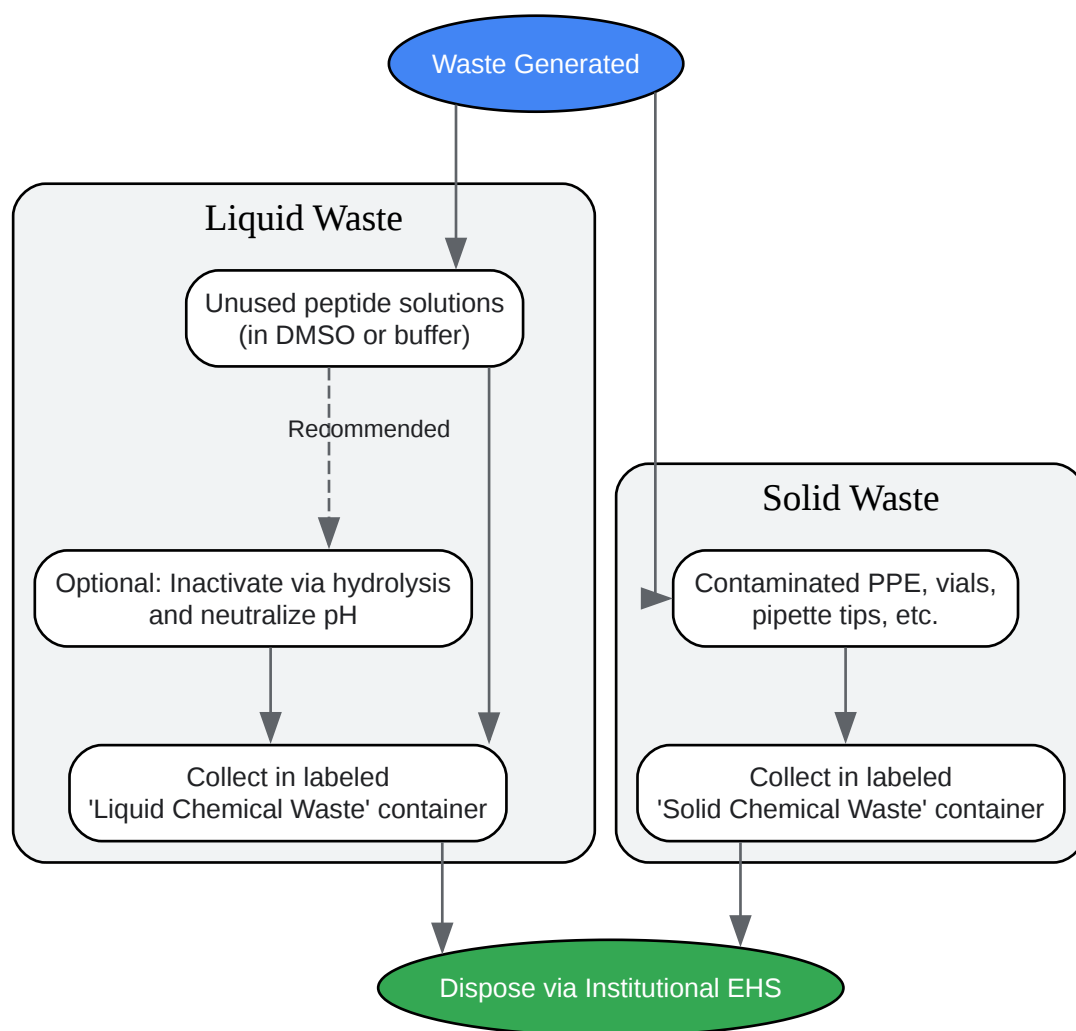 Waste Generated
Liquid Waste
Unused peptide solutions
(in DMSO or buffer)
Recommended
Optional: Inactivate via hydrolysis
and neutralize pH
Collect in labeled
'Liquid Chemical Waste' container
Solid Waste
Contaminated PPE, vials,
pipette tips, etc.
Collect in labeled
'Solid Chemical Waste' container
Dispose via Institutional EHS